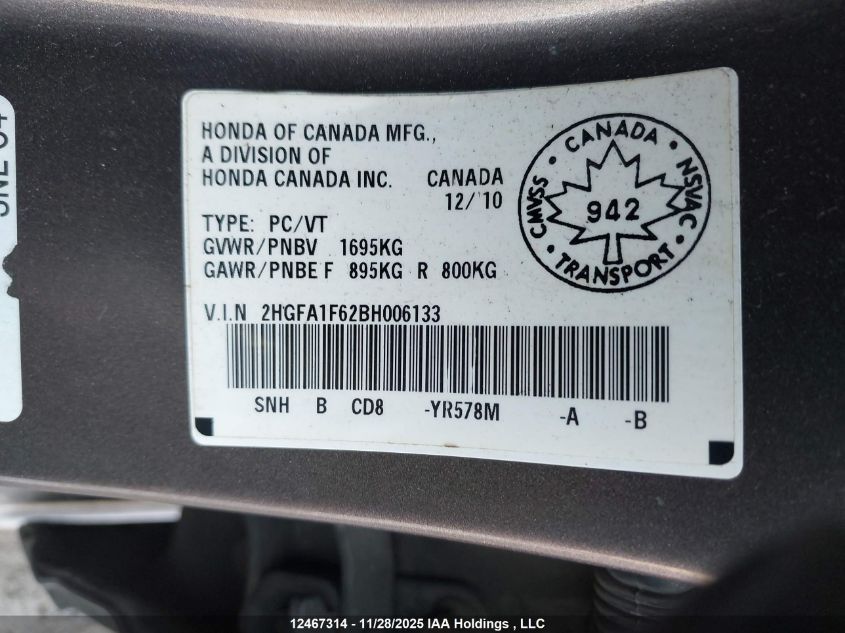 HONDA OF CANADA MFG.,
A DIVISION OF
HONDA CANADA INC. CANADA
12/10
TYPE: PC/VT
GVWR/PNBV 1695KG
GAWR/PNBE F 895KG R 800KG
V.I.N 2HGFA1F62BH006133
SNH B CD8 -YR578M -A -B
CANADA
CMVSS NSVAC
942
TRANSPORT
12467314 - 11/28/2025 IAA Holdings , LLC